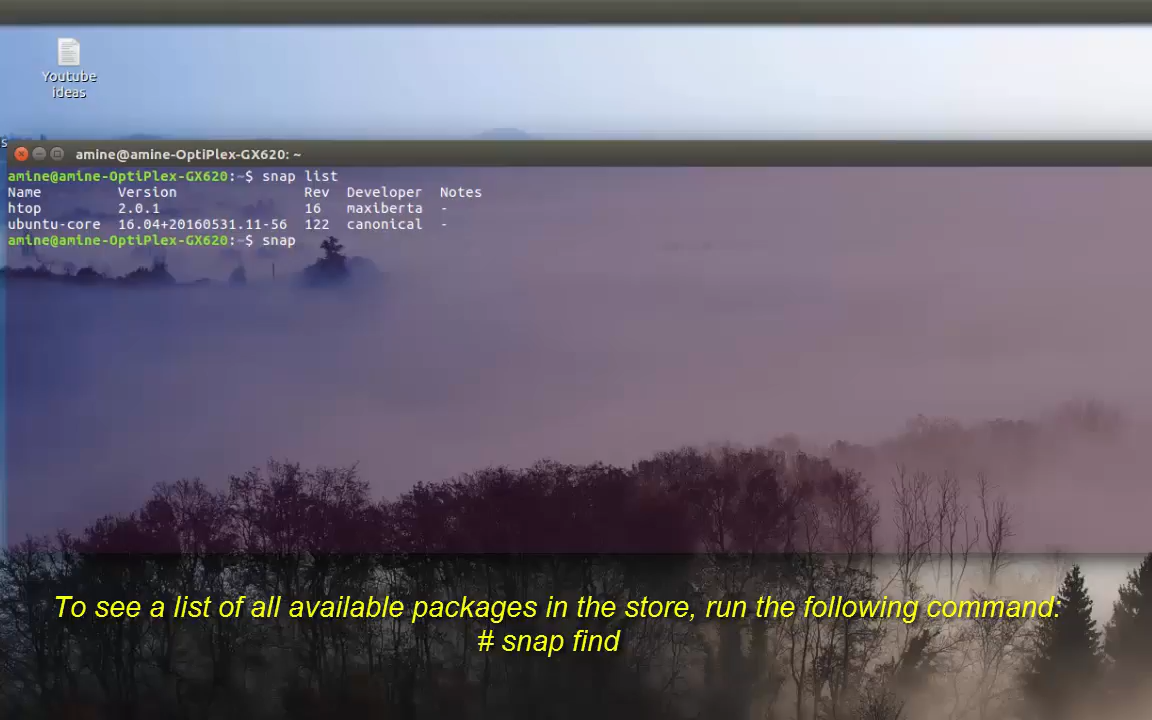 Youtube
ideas
s
amine@amine-OptiPlex-GX620: ~
amine@amine-OptiPlex-GX620:~$ snap list
Name Version Rev Developer Notes
htop 2.0.1 16 maxiberta -
ubuntu-core 16.04+20160531.11-56 122 canonical -
amine@amine-OptiPlex-GX620:~$ snap
To see a list of all available packages in the store, run the following command:
# snap find